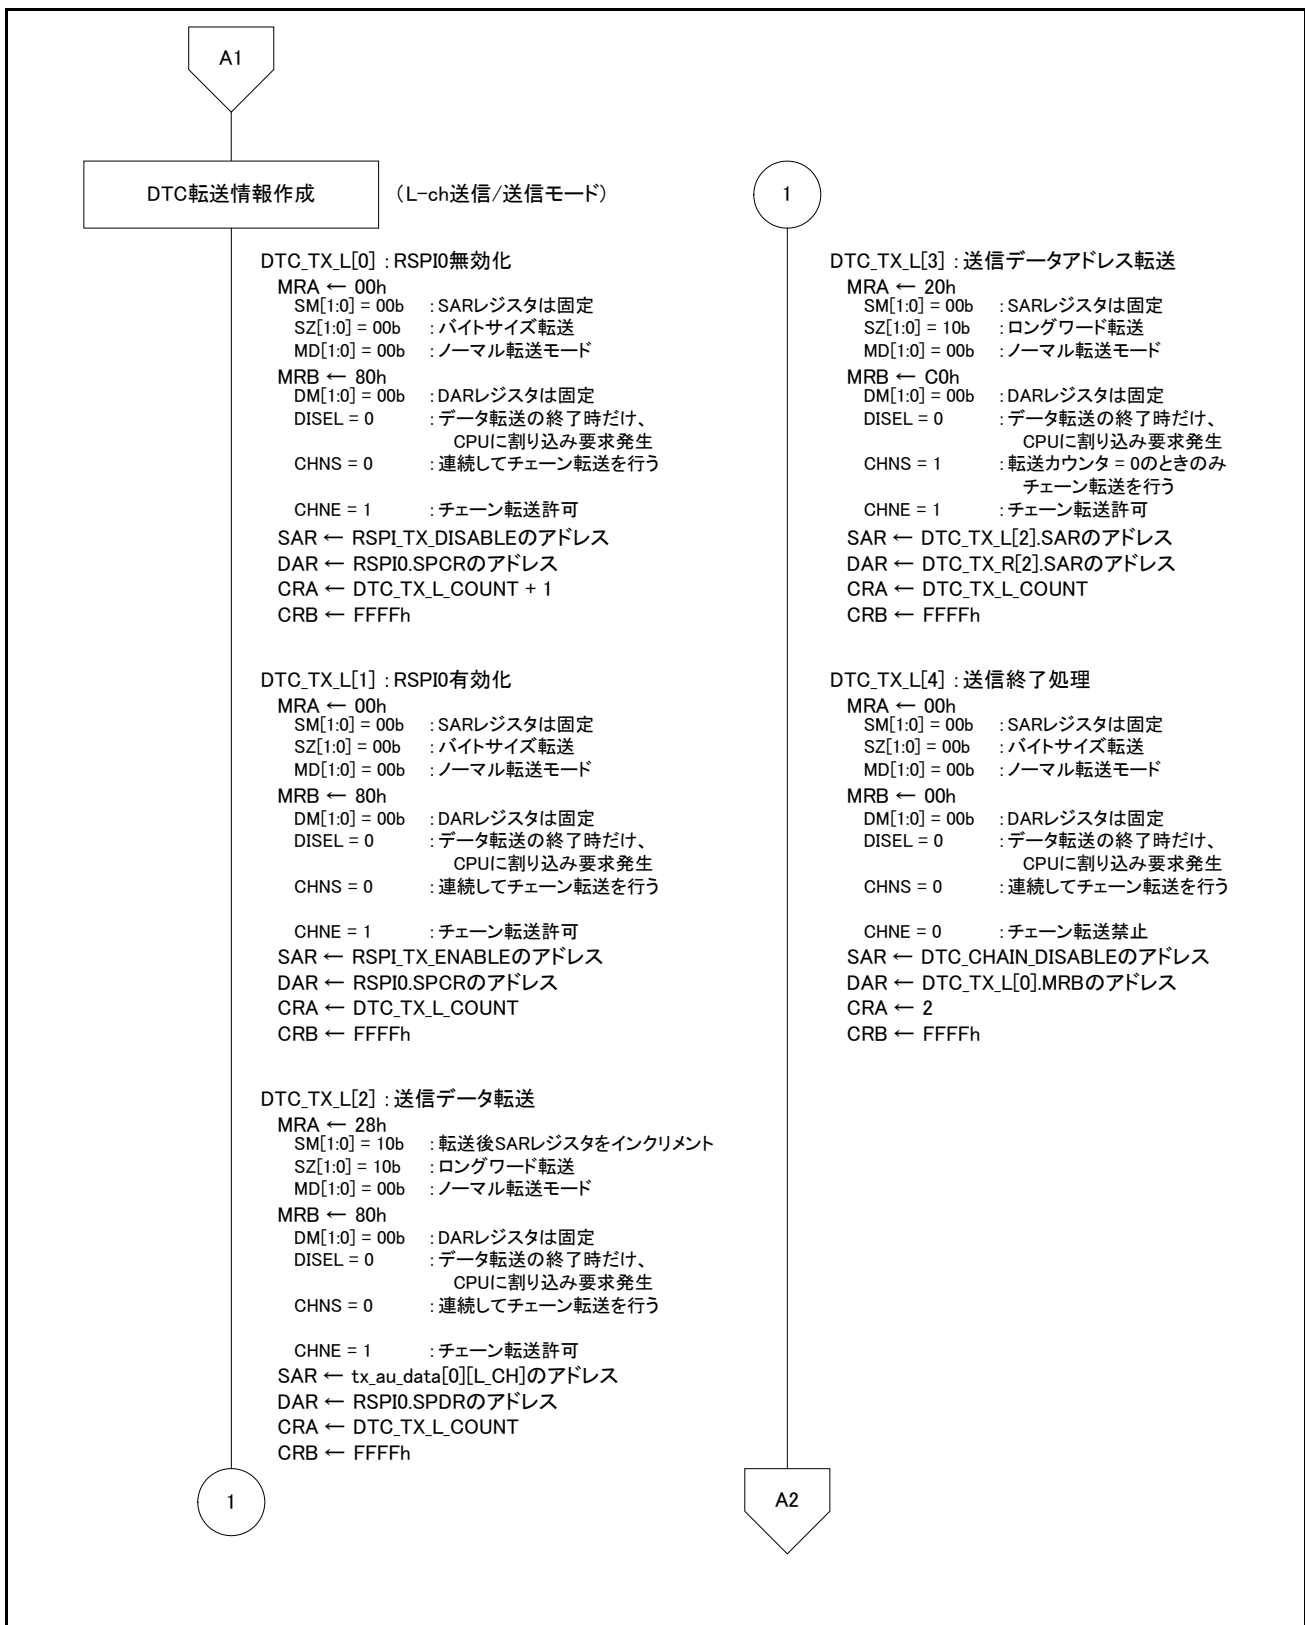 A1
DTC転送情報作成
(L-ch送信/送信モード)
DTC_TX_L[0] : RSPI0無効化
MRA ← 00h
SM[1:0] = 00b : SARレジスタは固定
SZ[1:0] = 00b : バイトサイズ転送
MD[1:0] = 00b : ノーマル転送モード
MRB ← 80h
DM[1:0] = 00b : DARレジスタは固定
DISEL = 0 : データ転送の終了時だけ、
CPUに割り込み要求発生
CHNS = 0 : 連続してチェーン転送を行う
CHNE = 1 : チェーン転送許可
SAR ← RSPI_TX_DISABLEのアドレス
DAR ← RSPI0.SPCRのアドレス
CRA ← DTC_TX_L_COUNT + 1
CRB ← FFFFh
DTC_TX_L[1] : RSPI0有効化
MRA ← 00h
SM[1:0] = 00b : SARレジスタは固定
SZ[1:0] = 00b : バイトサイズ転送
MD[1:0] = 00b : ノーマル転送モード
MRB ← 80h
DM[1:0] = 00b : DARレジスタは固定
DISEL = 0 : データ転送の終了時だけ、
CPUに割り込み要求発生
CHNS = 0 : 連続してチェーン転送を行う
CHNE = 1 : チェーン転送許可
SAR ← RSPI_TX_ENABLEのアドレス
DAR ← RSPI0.SPCRのアドレス
CRA ← DTC_TX_L_COUNT
CRB ← FFFFh
DTC_TX_L[2] : 送信データ転送
MRA ← 28h
SM[1:0] = 10b : 転送後SARレジスタをインクリメント
SZ[1:0] = 10b : ロングワード転送
MD[1:0] = 00b : ノーマル転送モード
MRB ← 80h
DM[1:0] = 00b : DARレジスタは固定
DISEL = 0 : データ転送の終了時だけ、
CPUに割り込み要求発生
CHNS = 0 : 連続してチェーン転送を行う
CHNE = 1 : チェーン転送許可
SAR ← tx_au_data[0][L_CH]のアドレス
DAR ← RSPI0.SPDRのアドレス
CRA ← DTC_TX_L_COUNT
CRB ← FFFFh
1
1
DTC_TX_L[3] : 送信データアドレス転送
MRA ← 20h
SM[1:0] = 00b : SARレジスタは固定
SZ[1:0] = 10b : ロングワード転送
MD[1:0] = 00b : ノーマル転送モード
MRB ← C0h
DM[1:0] = 00b : DARレジスタは固定
DISEL = 0 : データ転送の終了時だけ、
CPUに割り込み要求発生
CHNS = 1 : 転送カウンタ = 0のときのみ
チェーン転送を行う
CHNE = 1 : チェーン転送許可
SAR ← DTC_TX_L[2].SARのアドレス
DAR ← DTC_TX_R[2].SARのアドレス
CRA ← DTC_TX_L_COUNT
CRB ← FFFFh
DTC_TX_L[4] : 送信終了処理
MRA ← 00h
SM[1:0] = 00b : SARレジスタは固定
SZ[1:0] = 00b : バイトサイズ転送
MD[1:0] = 00b : ノーマル転送モード
MRB ← 00h
DM[1:0] = 00b : DARレジスタは固定
DISEL = 0 : データ転送の終了時だけ、
CPUに割り込み要求発生
CHNS = 0 : 連続してチェーン転送を行う
CHNE = 0 : チェーン転送禁止
SAR ← DTC_CHAIN_DISABLEのアドレス
DAR ← DTC_TX_L[0].MRBのアドレス
CRA ← 2
CRB ← FFFFh
A2